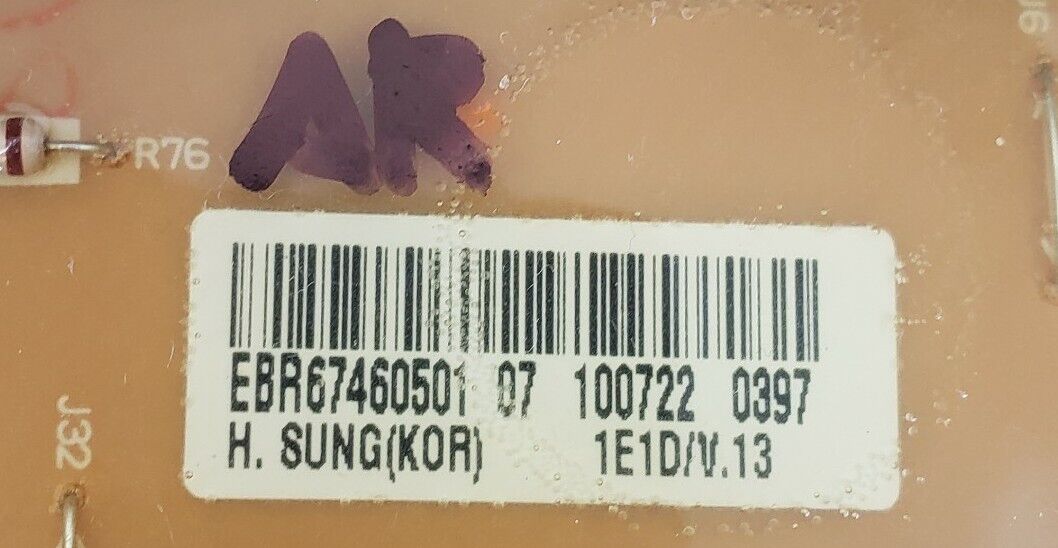 AR
R76
EBR67460501 07 100722 0397
H. SUNG(KOR) 1E1D/V.13
J32